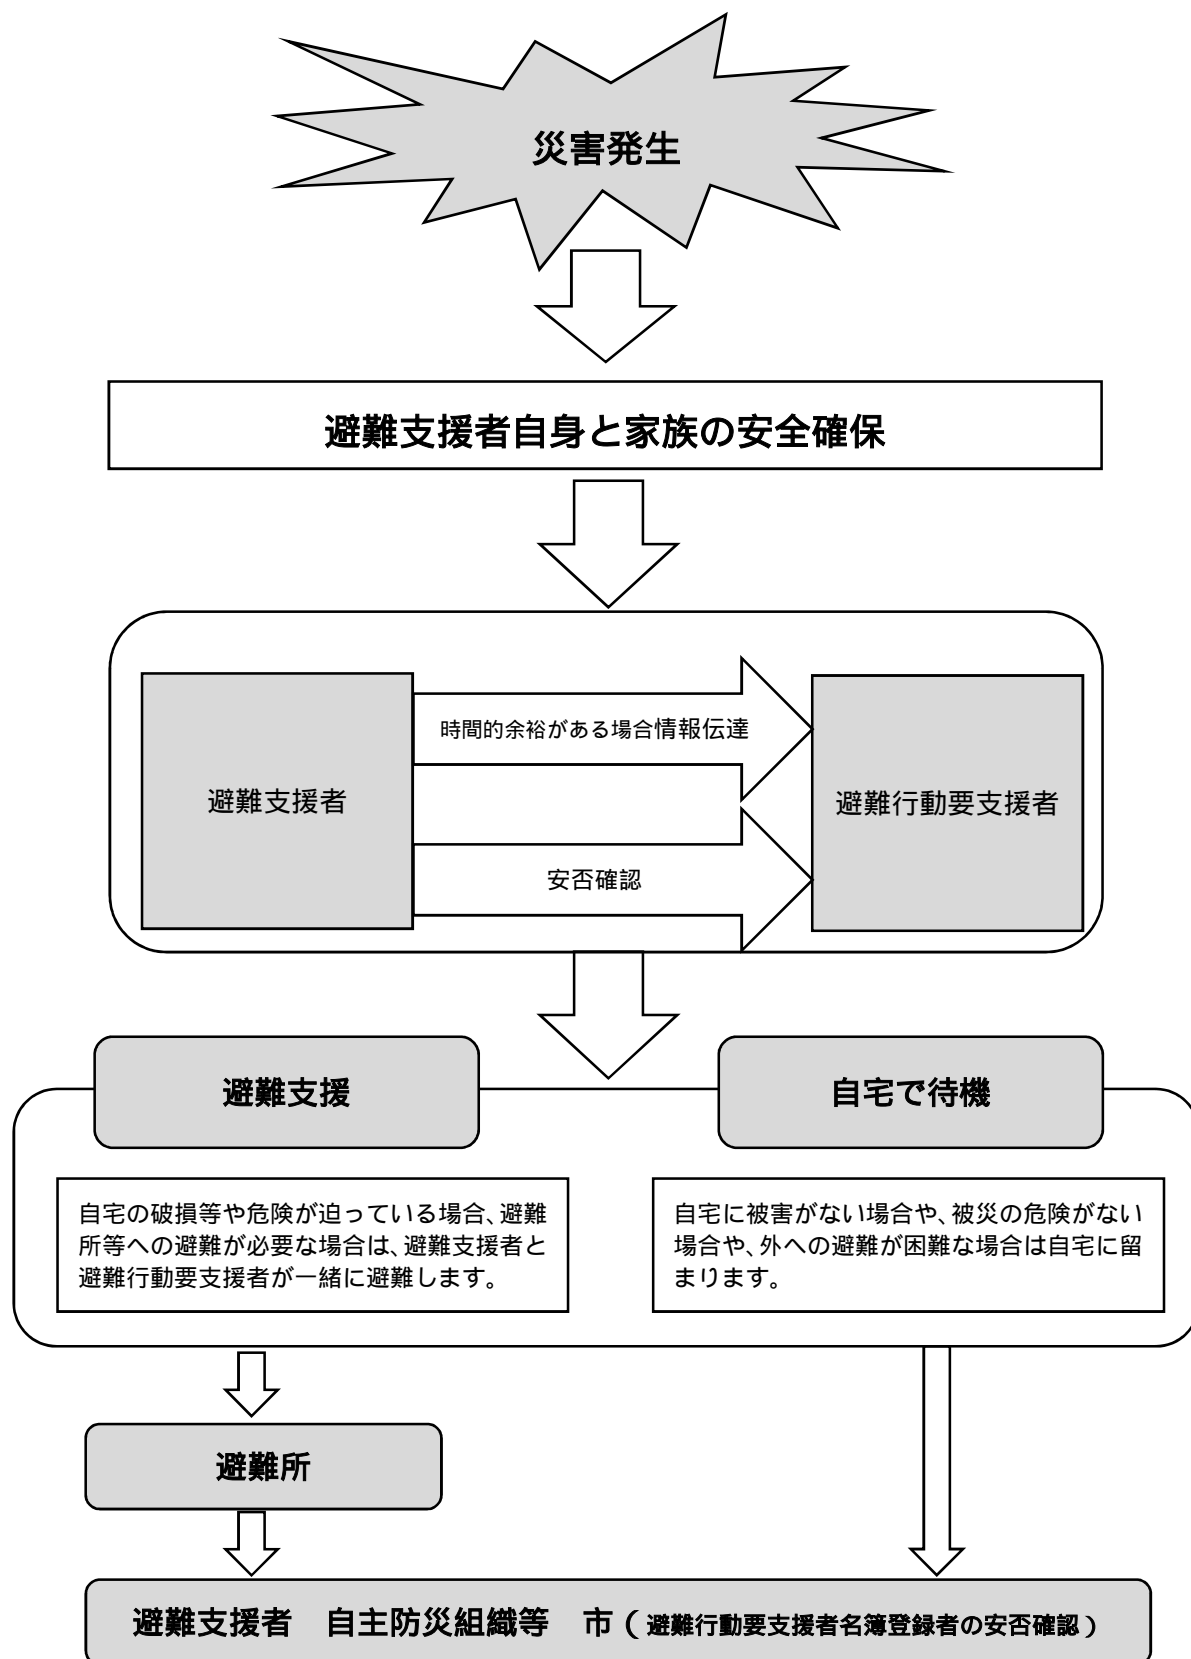 災害発生
避難支援者自身と家族の安全確保
避難支援者
時間的余裕がある場合情報伝達
安否確認
避難行動要支援者
避難支援
自宅の破損等や危険が迫っている場合、避難
所等への避難が必要な場合は、避難支援者と
避難行動要支援者が一緒に避難します。
自宅で待機
自宅に被害がない場合や、被災の危険がない
場合や、外への避難が困難な場合は自宅に留
まります。
避難所
避難支援者　自主防災組織等　市（避難行動要支援者名簿登録者の安否確認）